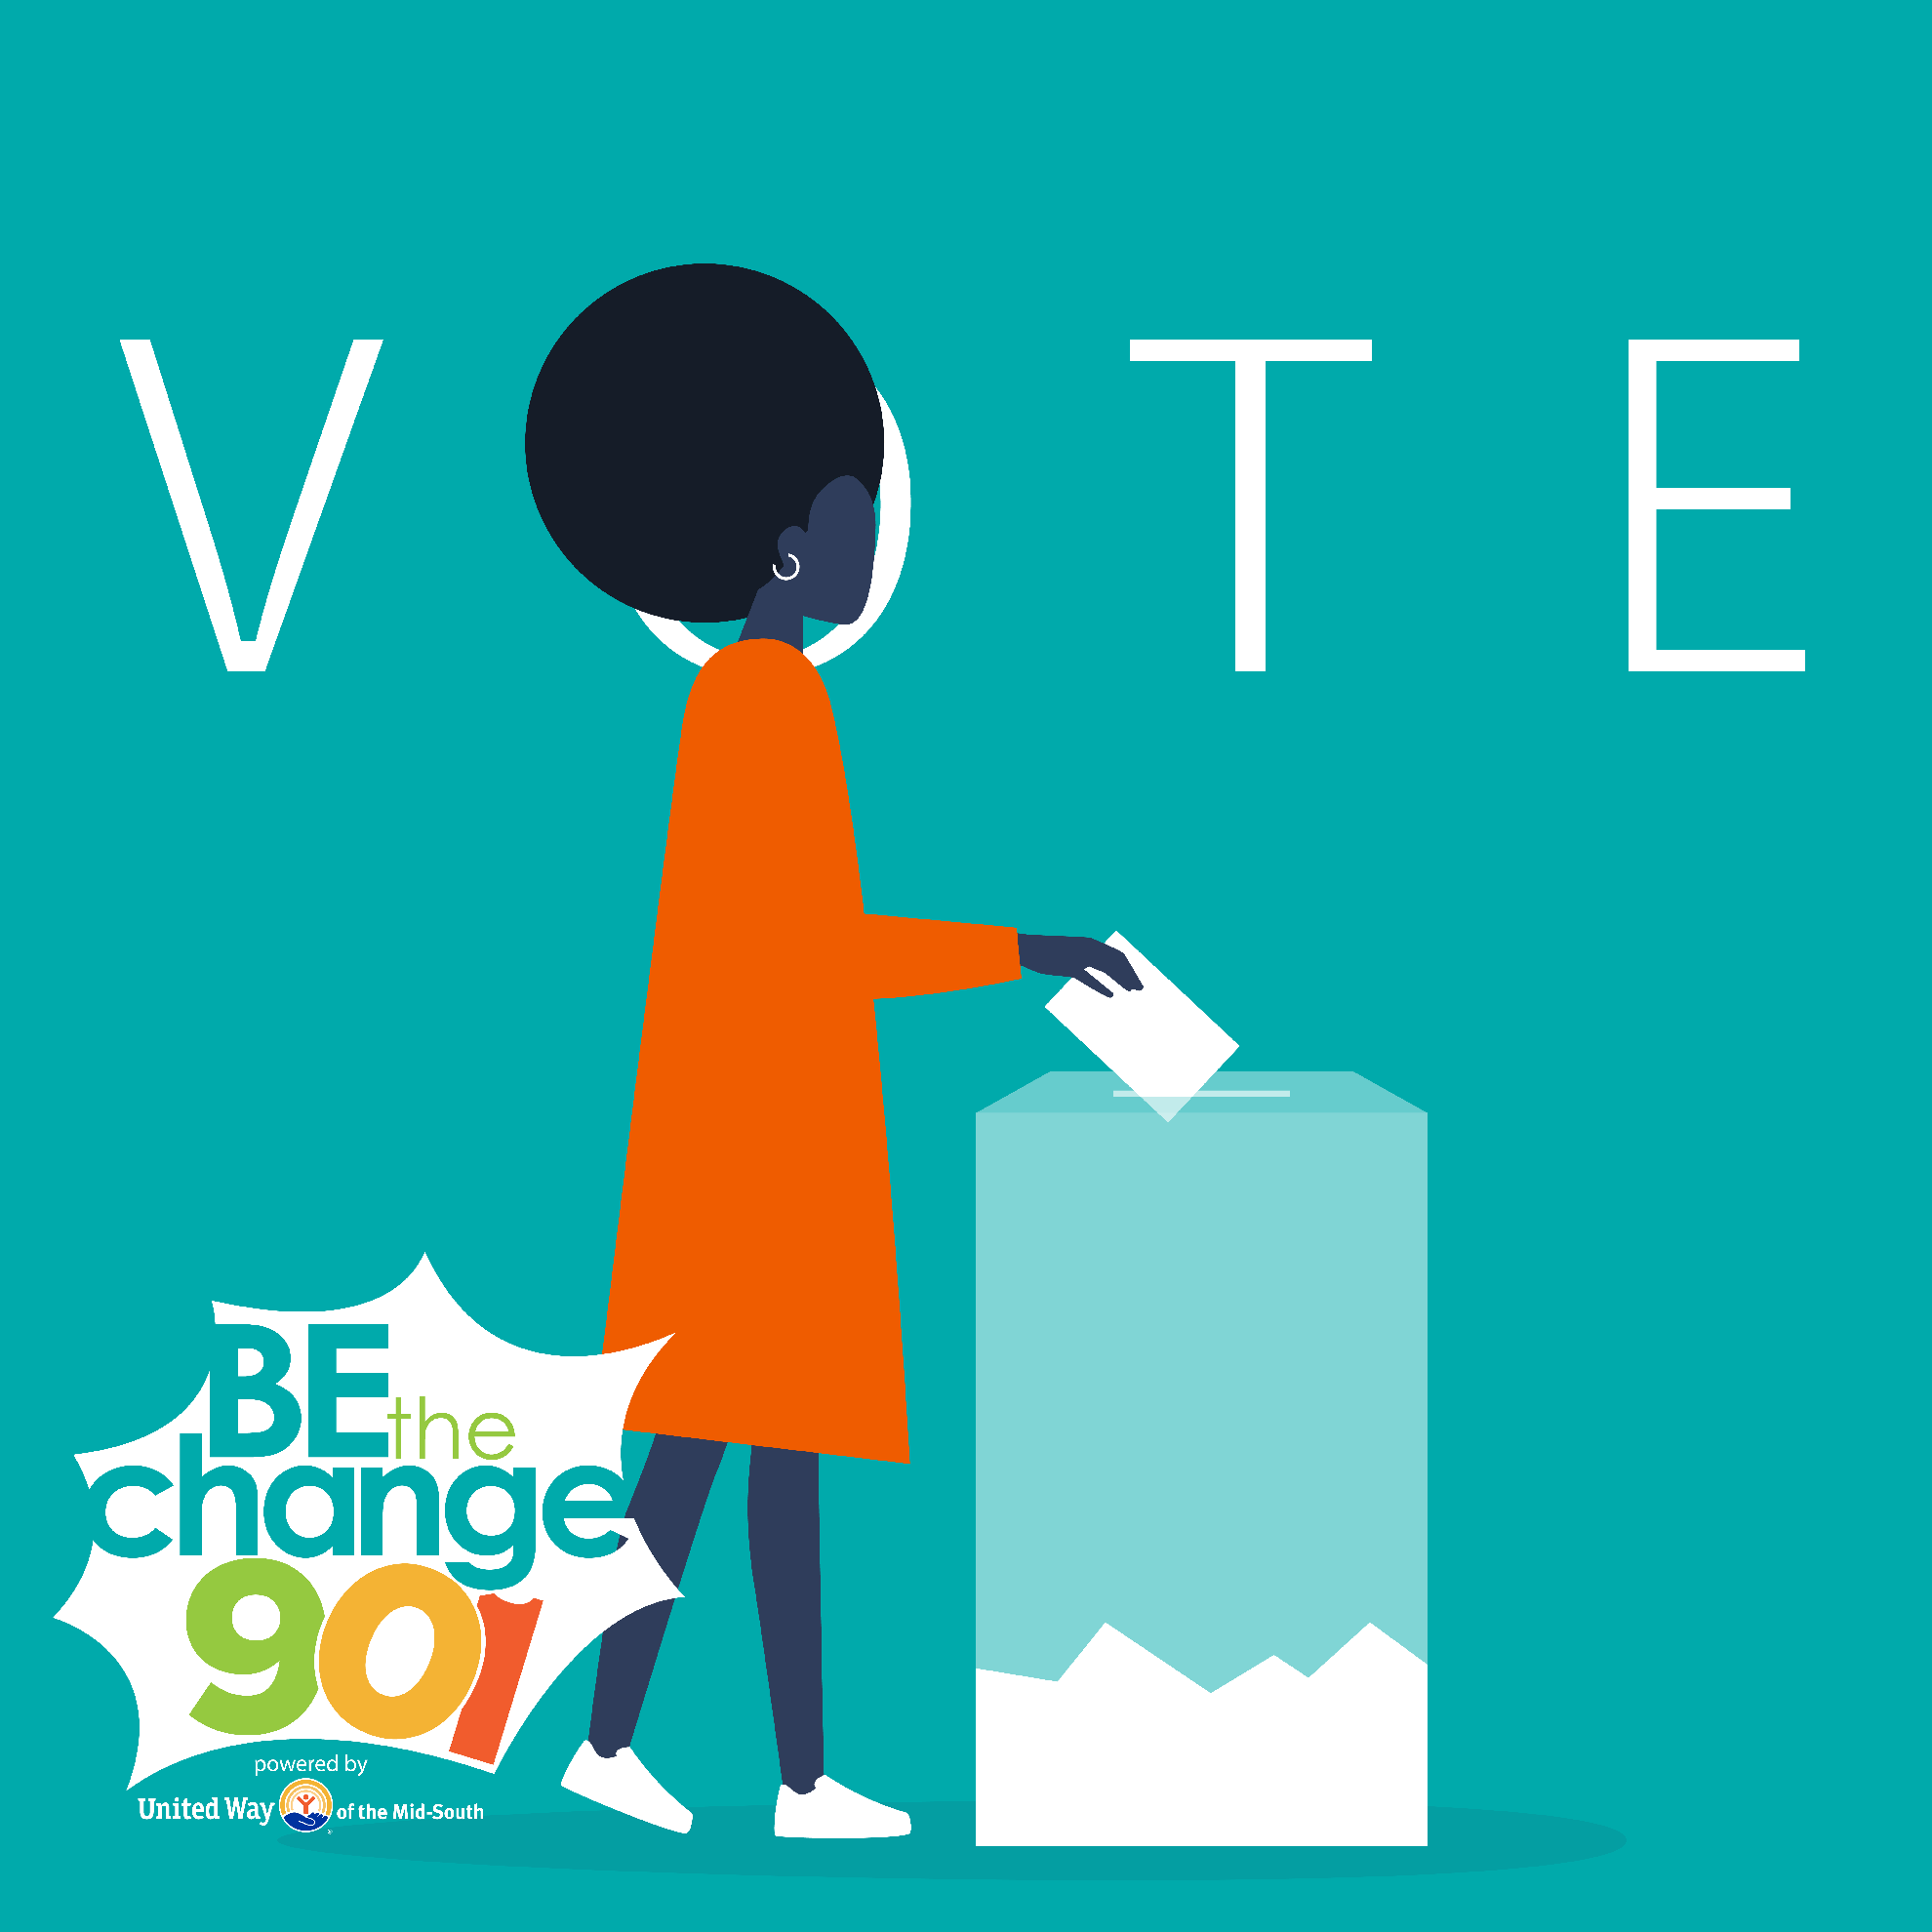 VOTE
BE the
change
901
powered by
United Way of the Mid-South